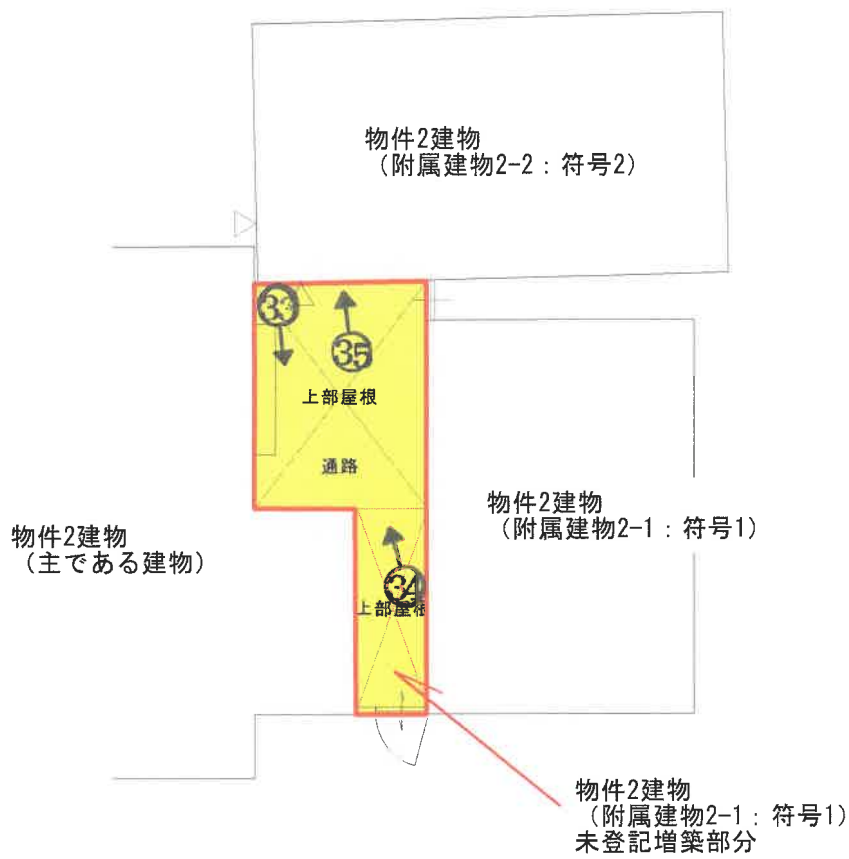 物件2建物
（附属建物2-2：符号2）
33
35
上部屋根
通路
物件2建物
（附属建物2-1：符号1）
物件2建物
（主である建物）
34
上部屋根
物件2建物
（附属建物2-1：符号1）
未登記増築部分